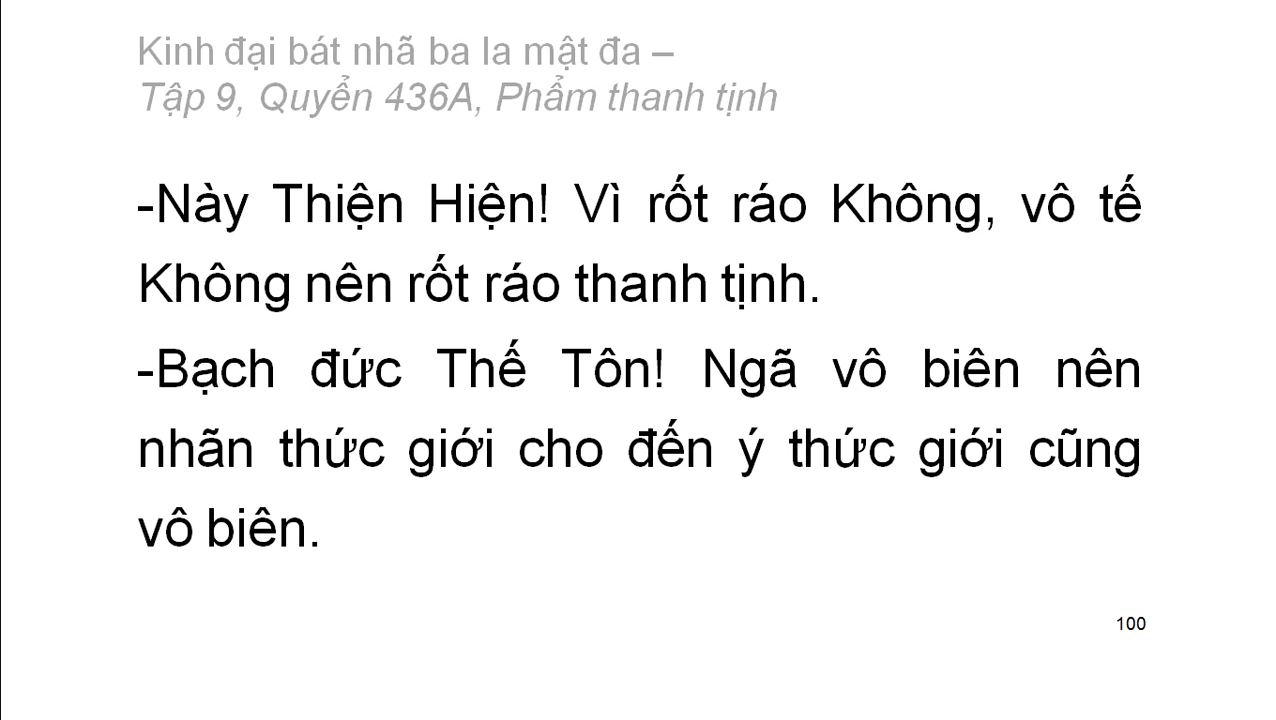 Kinh đại bát nhã ba la mật đa –
Tập 9, Quyển 436A, Phẩm thanh tịnh
-Này Thiện Hiện! Vì rốt ráo Không, vô tế
Không nên rốt ráo thanh tịnh.
-Bạch đức Thế Tôn! Ngã vô biên nên
nhãn thức giới cho đến ý thức giới cũng
vô biên.
100